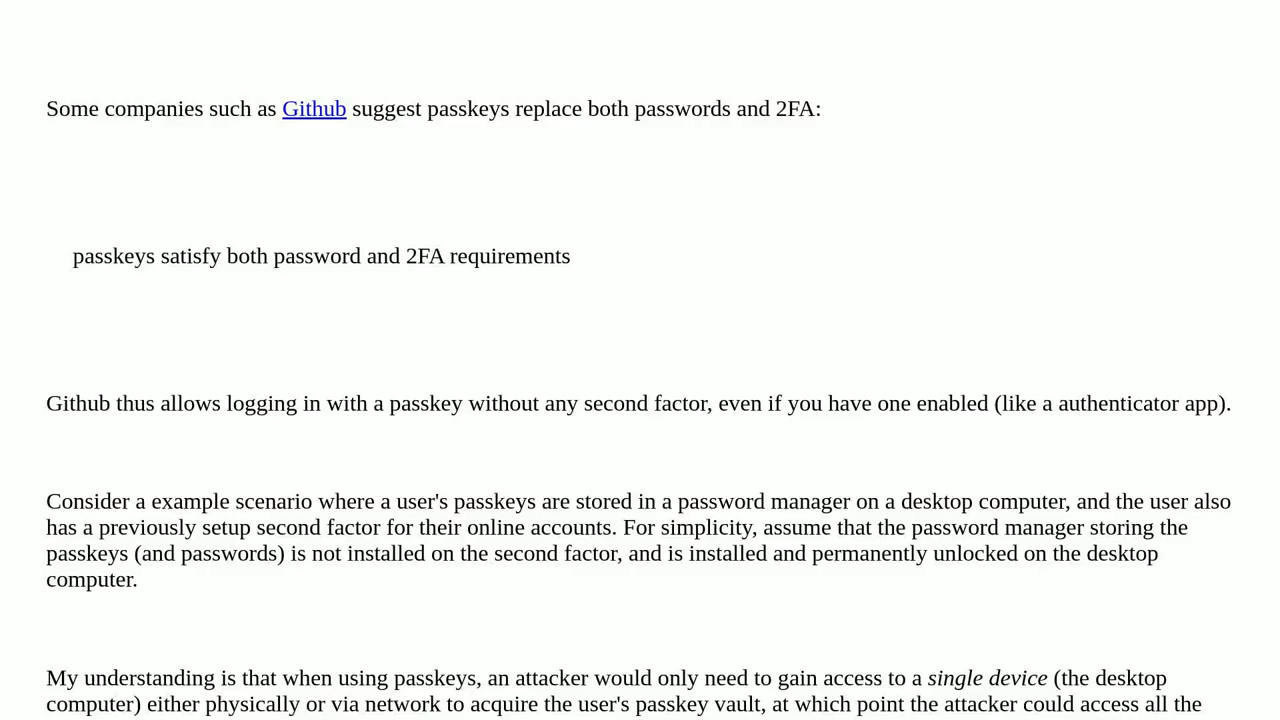 Some companies such as Github suggest passkeys replace both passwords and 2FA:
passkeys satisfy both password and 2FA requirements
Github thus allows logging in with a passkey without any second factor, even if you have one enabled (like a authenticator app).
Consider a example scenario where a user's passkeys are stored in a password manager on a desktop computer, and the user also
has a previously setup second factor for their online accounts. For simplicity, assume that the password manager storing the
passkeys (and passwords) is not installed on the second factor, and is installed and permanently unlocked on the desktop
computer.
My understanding is that when using passkeys, an attacker would only need to gain access to a single device (the desktop
computer) either physically or via network to acquire the user's passkey vault, at which point the attacker could access all the